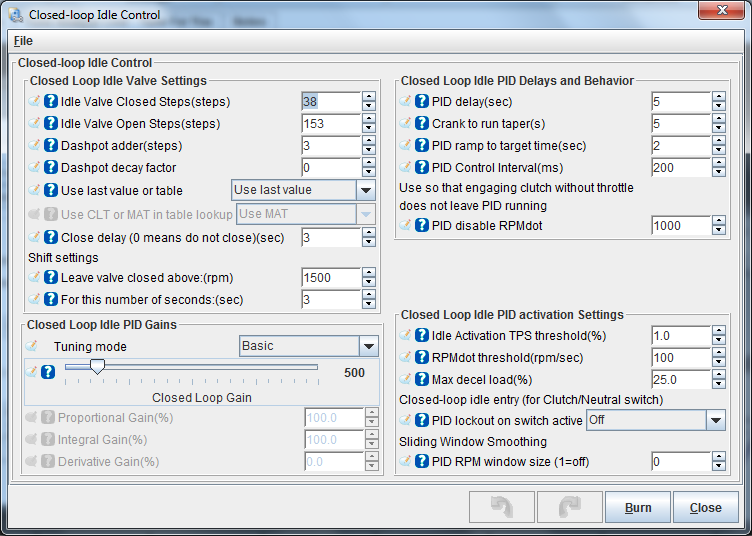 Closed-loop Idle Control
File
Closed-loop Idle Control
Closed Loop Idle Valve Settings
Idle Valve Closed Steps(steps) 38
Idle Valve Open Steps(steps) 153
Dashpot adder(steps) 3
Dashpot decay factor 0
Use last value or table Use last value
Use CLT or MAT in table lookup Use MAT
Close delay (0 means do not close)(sec) 3
Shift settings
Leave valve closed above:(rpm) 1500
For this number of seconds:(sec) 3
Closed Loop Idle PID Gains
Tuning mode Basic
500
Closed Loop Gain
Proportional Gain(%) 100.0
Integral Gain(%) 100.0
Derivative Gain(%) 0.0
Closed Loop Idle PID Delays and Behavior
PID delay(sec) 5
Crank to run taper(s) 5
PID ramp to target time(sec) 2
PID Control Interval(ms) 200
Use so that engaging clutch without throttle
does not leave PID running
PID disable RPMdot 1000
Closed Loop Idle PID activation Settings
Idle Activation TPS threshold(%) 1.0
RPMdot threshold(rpm/sec) 100
Max decel load(%) 25.0
Closed-loop idle entry (for Clutch/Neutral switch)
PID lockout on switch active Off
Sliding Window Smoothing
PID RPM window size (1=off) 0
Burn
Close